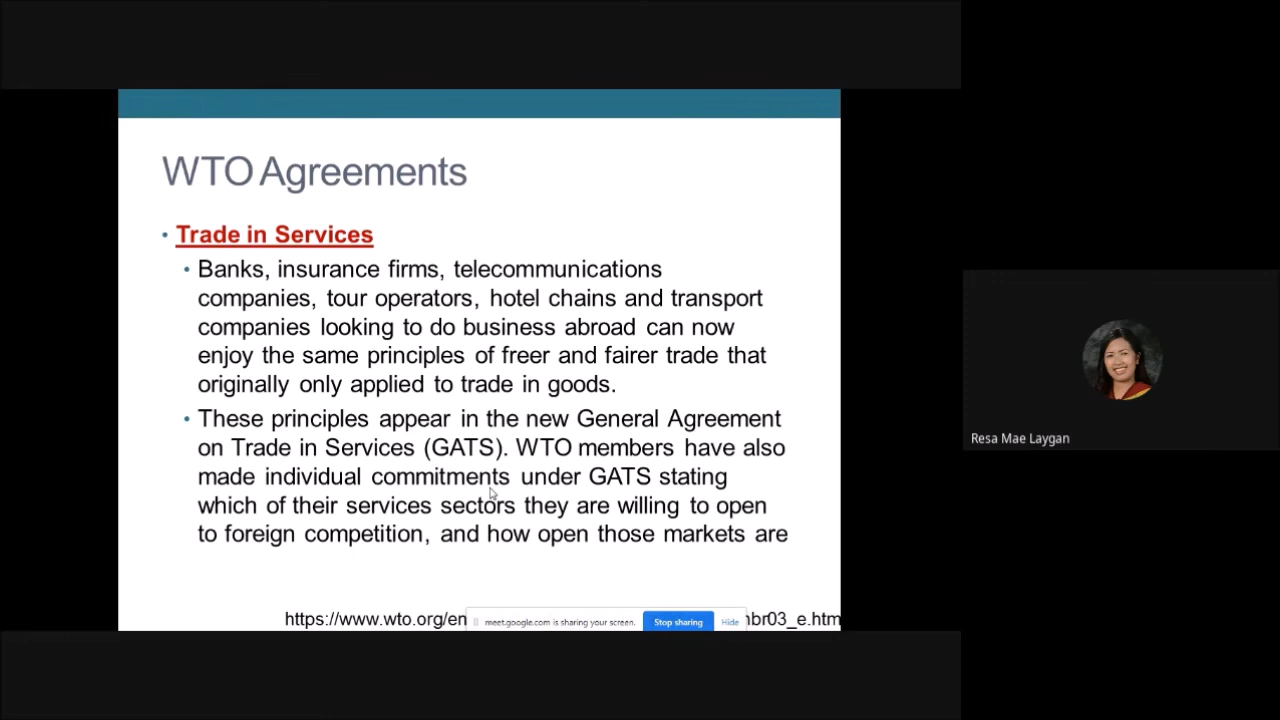 WTO Agreements
• Trade in Services
• Banks, insurance firms, telecommunications
companies, tour operators, hotel chains and transport
companies looking to do business abroad can now
enjoy the same principles of freer and fairer trade that
originally only applied to trade in goods.
• These principles appear in the new General Agreement
on Trade in Services (GATS). WTO members have also
made individual commitments under GATS stating
which of their services sectors they are willing to open
to foreign competition, and how open those markets are
https://www.wto.org/en
meet.google.com is sharing your screen. Stop sharing Hide
br03_e.htm
Resa Mae Laygan